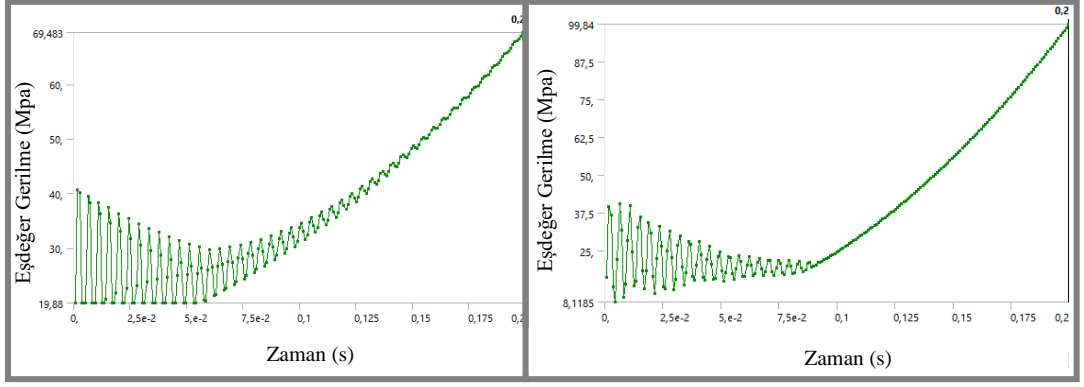 0,2
69,483
60,
50,
40,
30,
19,88
0,
2,5e-2
5,e-2
7,5e-2
0,1
0,125
0,15
0,175
0,2
Eşdeğer Gerilme (Mpa)
Zaman (s)
0,2
99,84
87,5
75,
62,5
50,
37,5
25,
8,1185
0,
2,5e-2
5,e-2
7,5e-2
0,1
0,125
0,15
0,175
0,2
Eşdeğer Gerilme (Mpa)
Zaman (s)